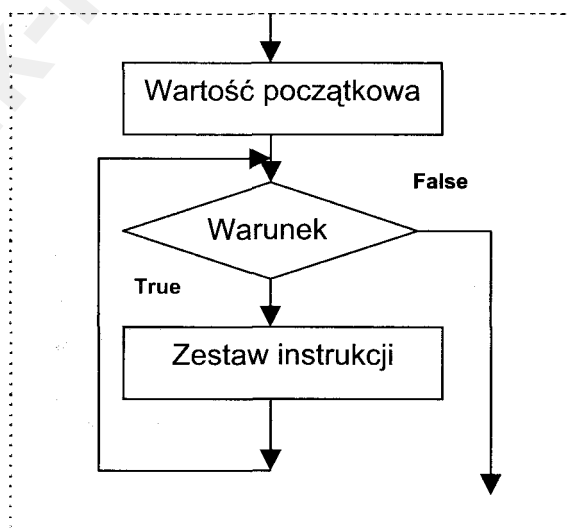 Wartość początkowa
False
Warunek
True
Zestaw instrukcji